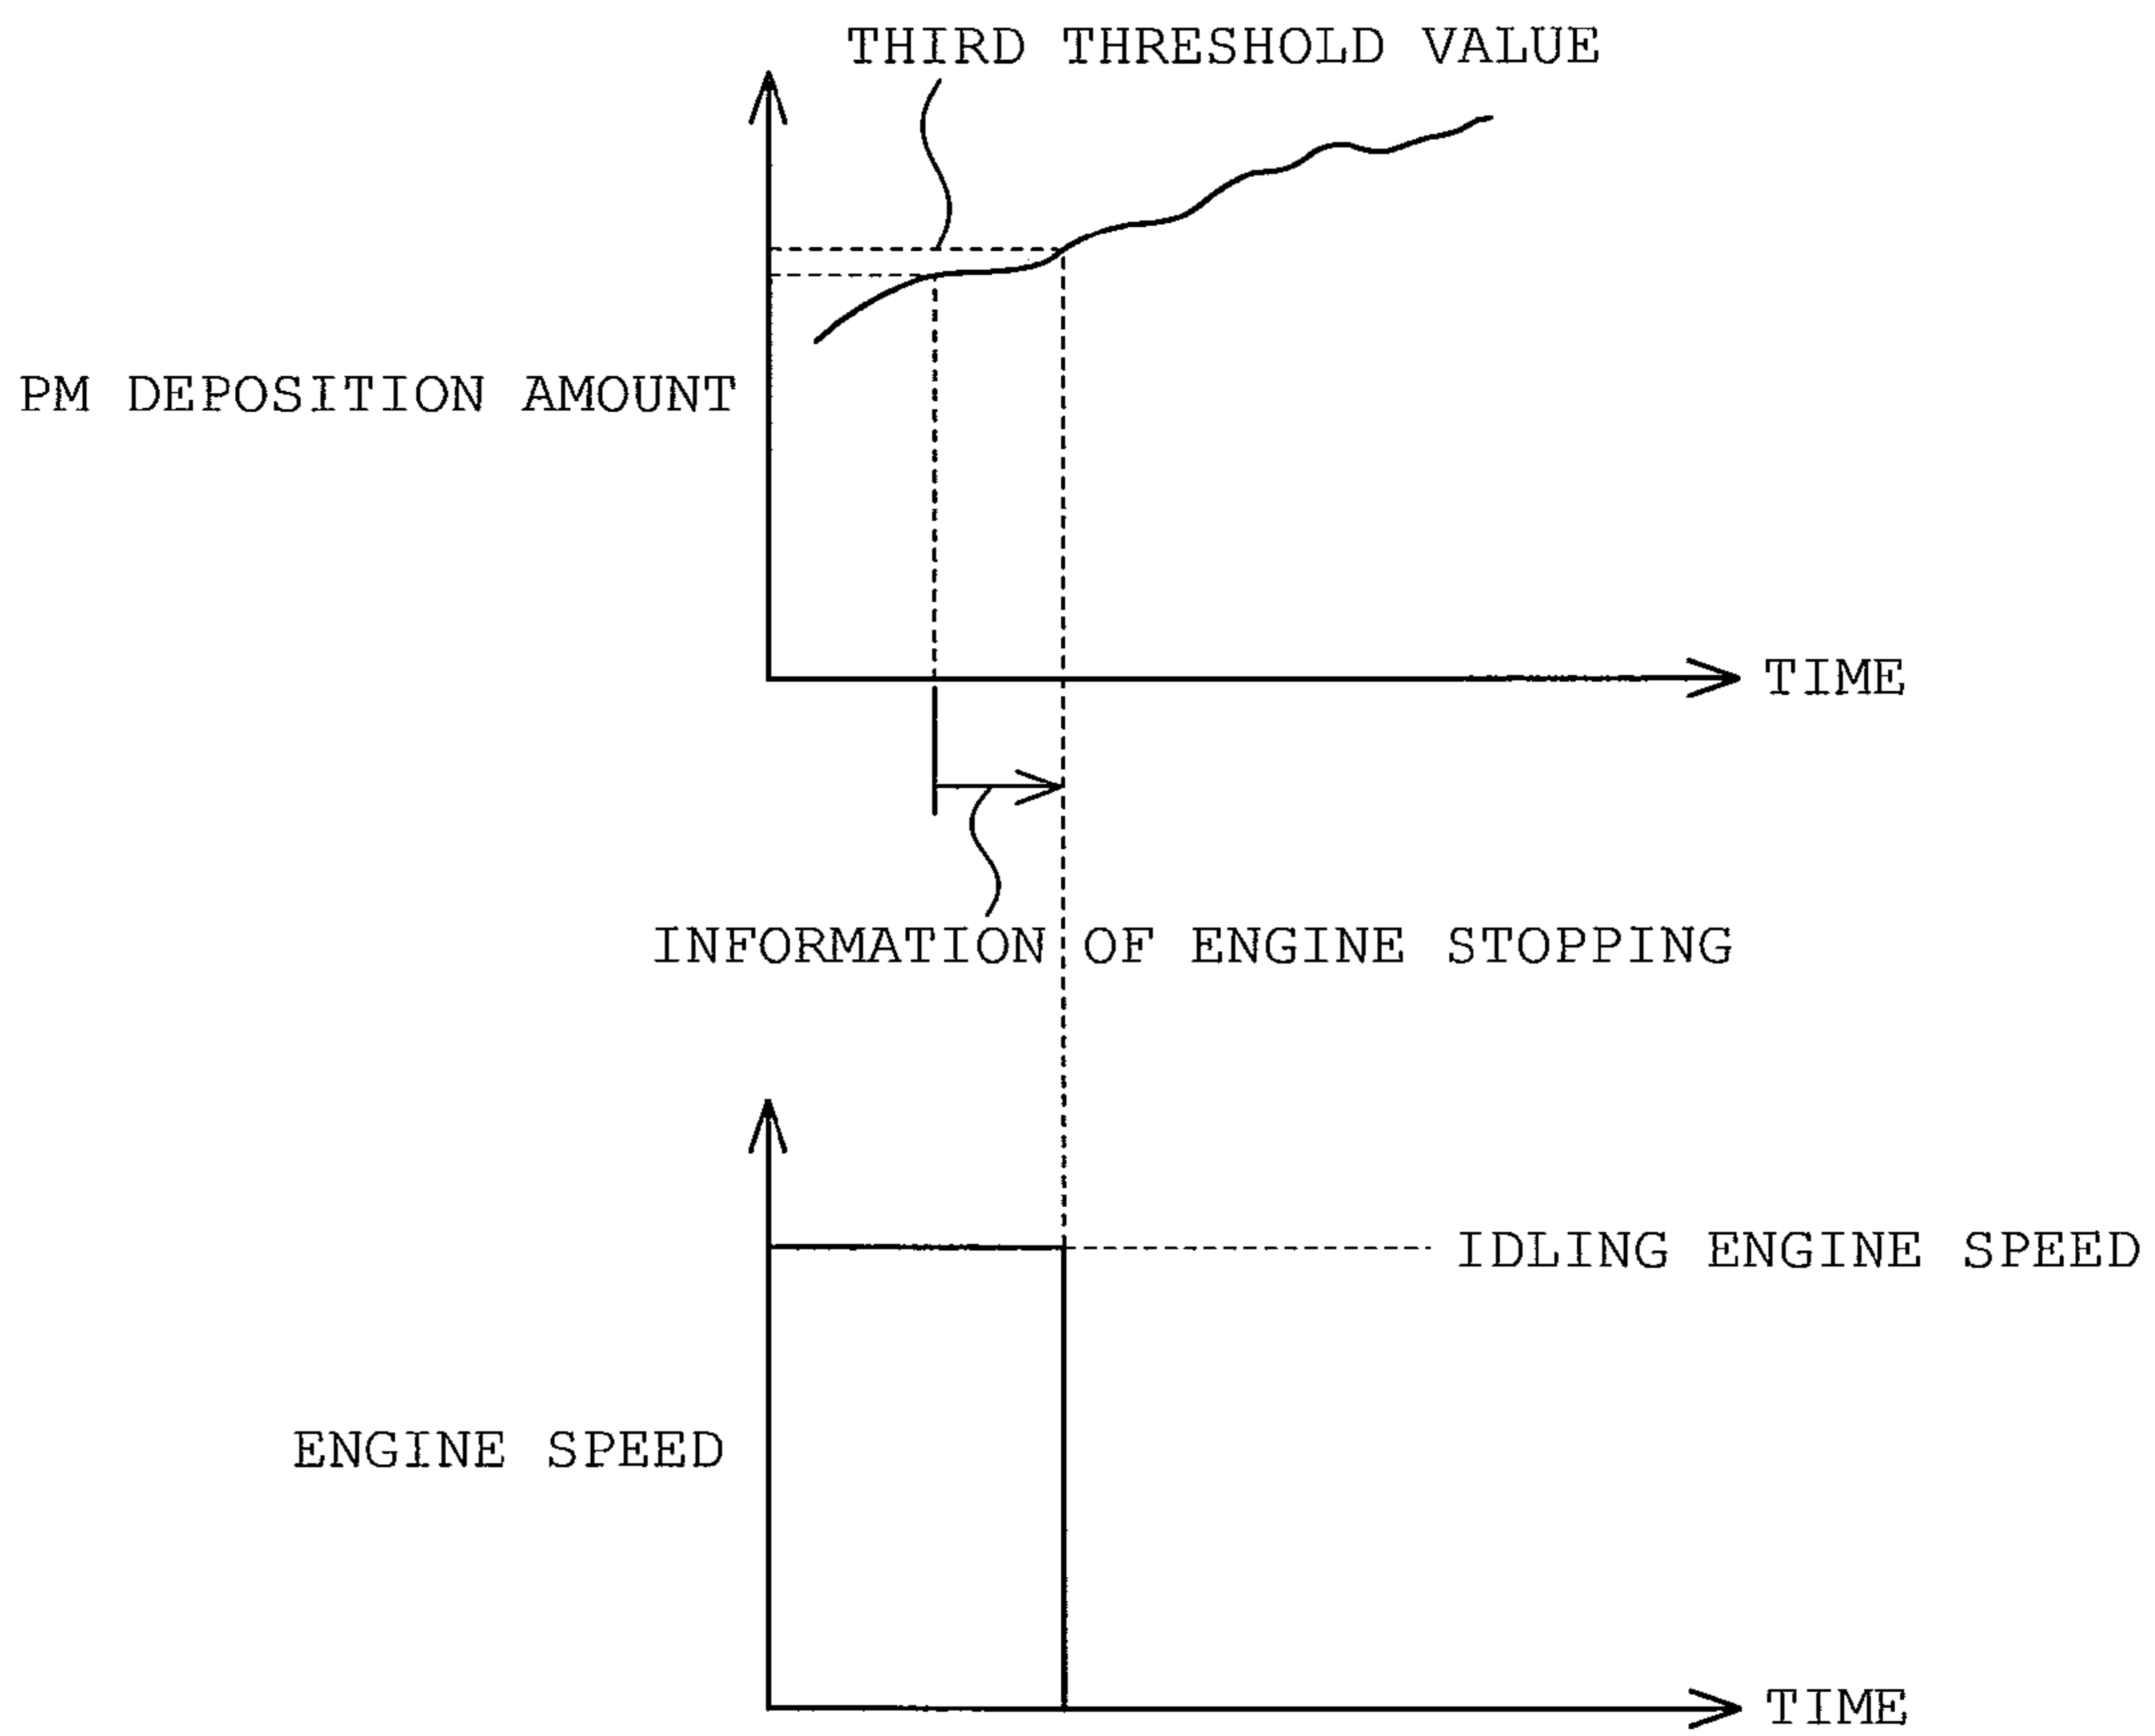 THIRD THRESHOLD VALUE
PM DEPOSITION AMOUNT
TIME
INFORMATION OF ENGINE STOPPING
IDLING ENGINE SPEED
ENGINE SPEED
TIME